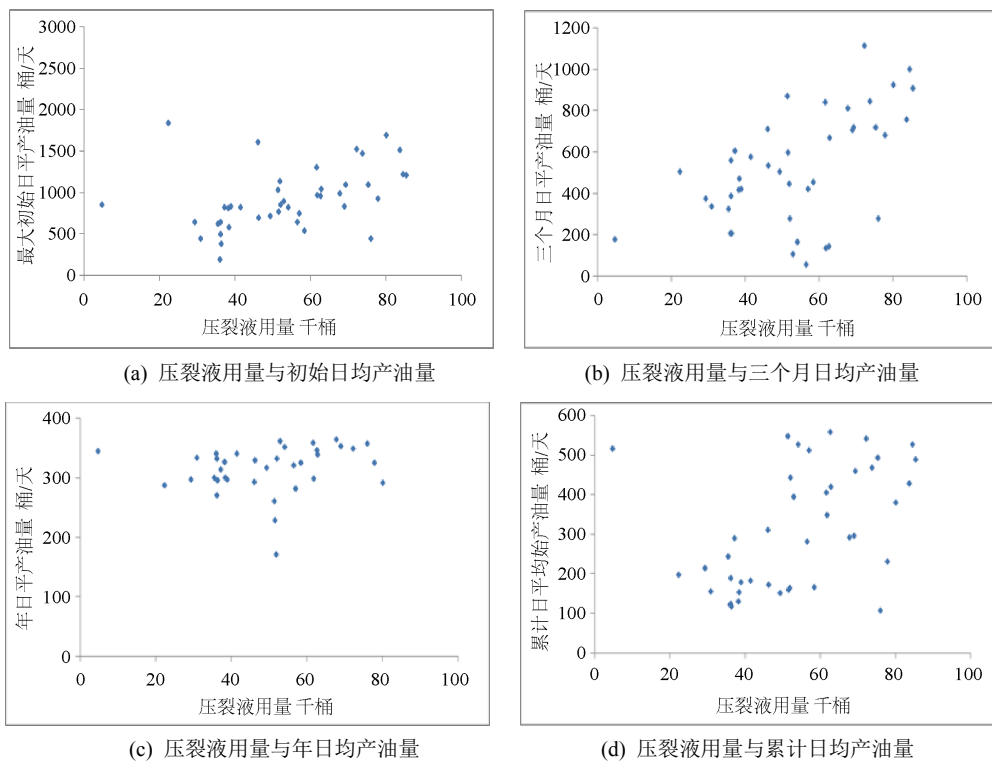 最大初始日平产油量 桶/天
3000
2500
2000
1500
1000
500
0
0 20 40 60 80 100
压裂液用量 千桶
(a) 压裂液用量与初始日均产油量
三个月日平产油量 桶/天
1200
1000
800
600
400
200
0
0 20 40 60 80 100
压裂液用量 千桶
(b) 压裂液用量与三个月日均产油量
年日平产油量 桶/天
400
300
200
100
0
0 20 40 60 80 100
压裂液用量 千桶
(c) 压裂液用量与年日均产油量
累计日平均始产油量 桶/天
600
500
400
300
200
100
0
0 20 40 60 80 100
压裂液用量 千桶
(d) 压裂液用量与累计日均产油量